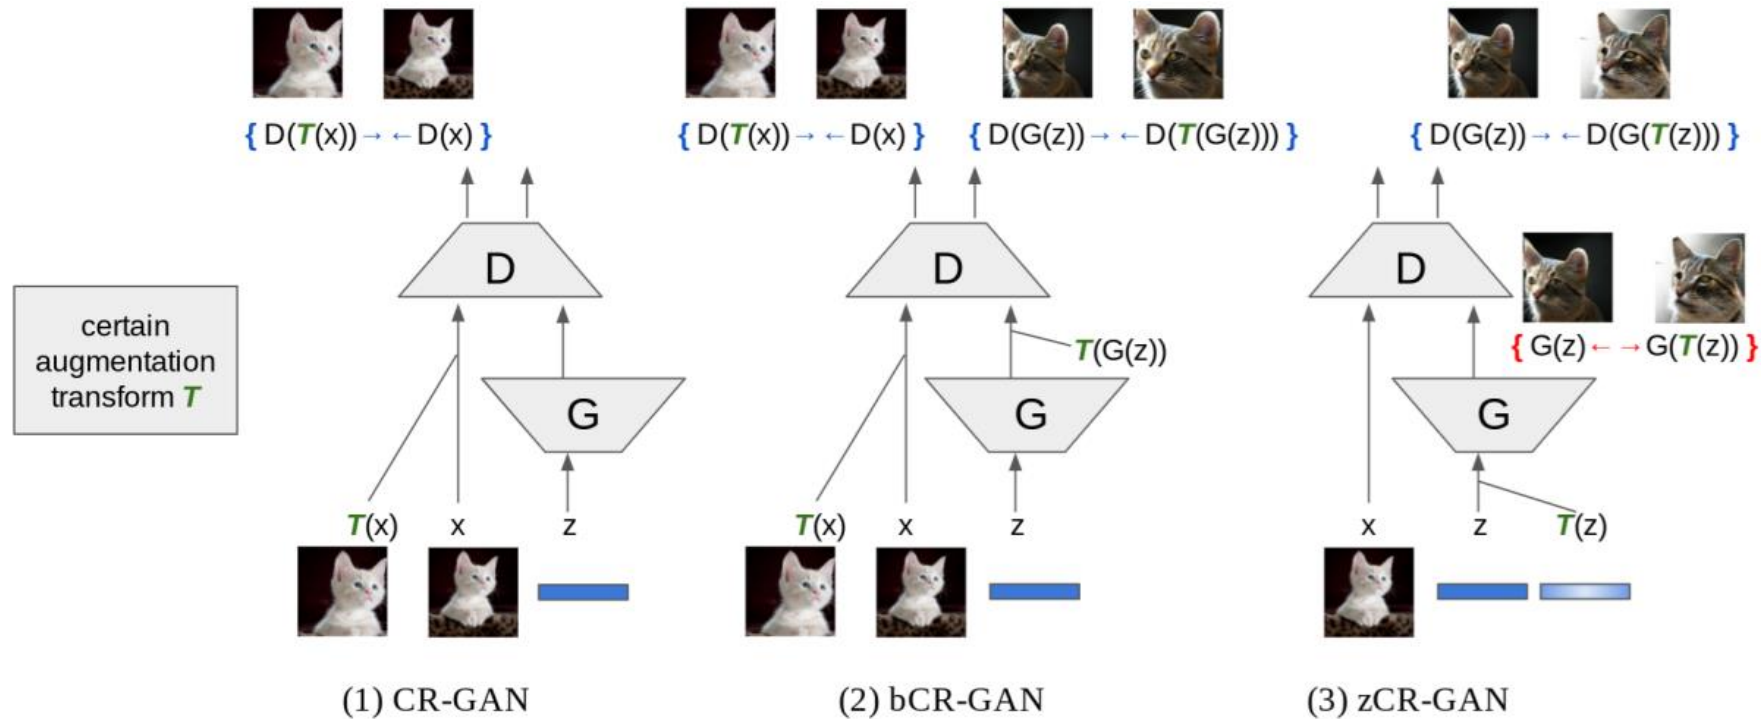 { D(T(x))→ ←D(x) }
{ D(T(x))→ ←D(x) } { D(G(z))→ ←D(T(G(z))) }
{ D(G(z))→ ←D(G(T(z))) }
D
D
D
certain
augmentation
transform T
T(G(z))
{ G(z)← →G(T(z)) }
G
G
G
T(x) x z
T(x) x z
x z T(z)
(1) CR-GAN
(2) bCR-GAN
(3) zCR-GAN